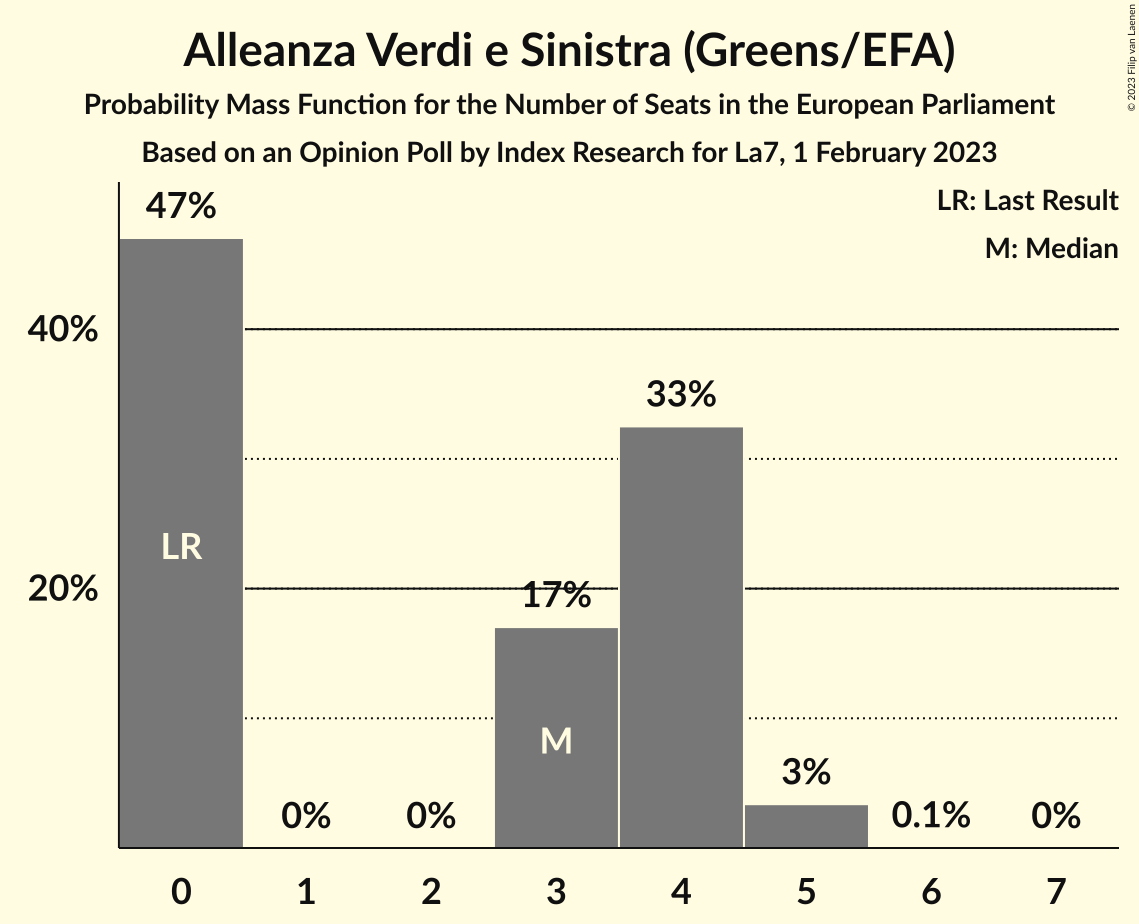 Alleanza Verdi e Sinistra (Greens/EFA)
Probability Mass Function for the Number of Seats in the European Parliament
Based on an Opinion Poll by Index Research for La7, 1 February 2023
© 2023 Filip van Laenen
LR: Last Result
M: Median
47%
40%
33%
LR
20%
17%
M
3%
0%
0%
0.1%
0%
0 1 2 3 4 5 6 7